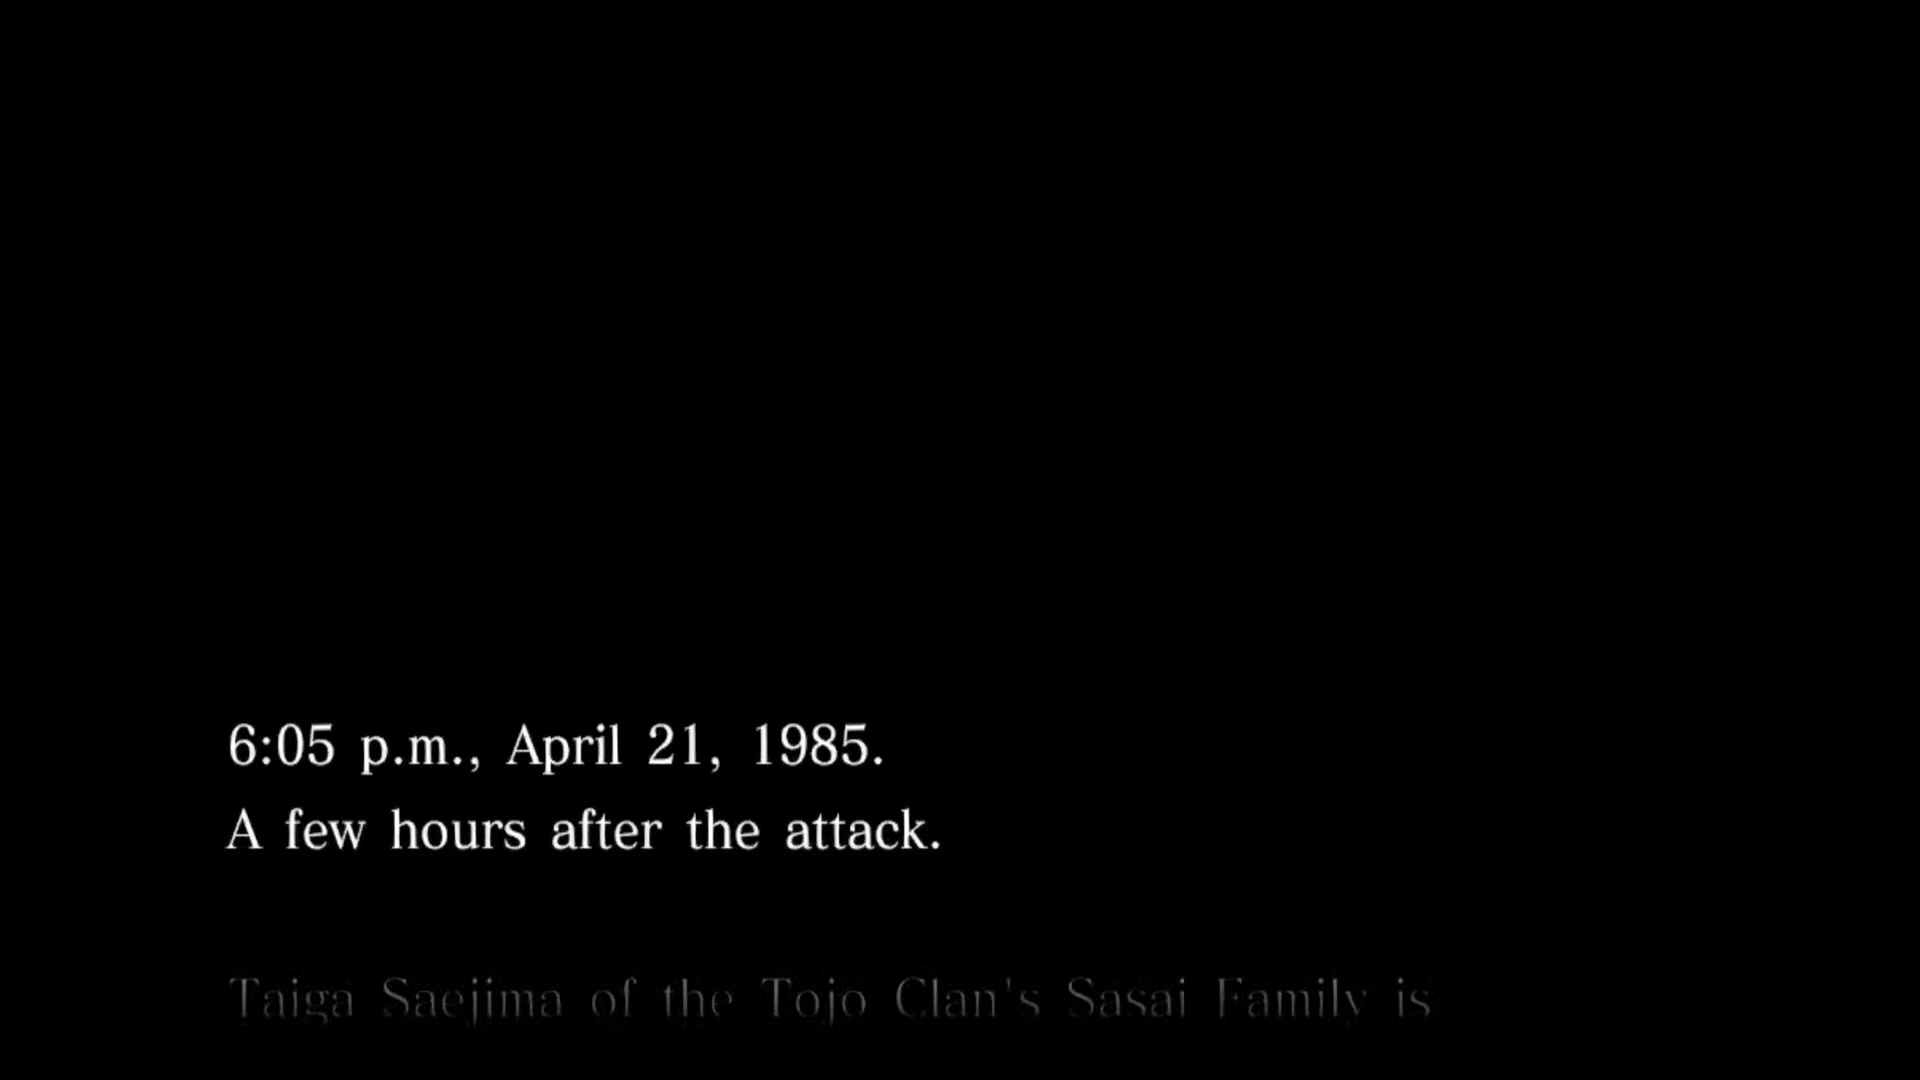 6:05 p.m., April 21, 1985.
A few hours after the attack.
Taiga Saejima of the Tojo Clan's Sasai Family is